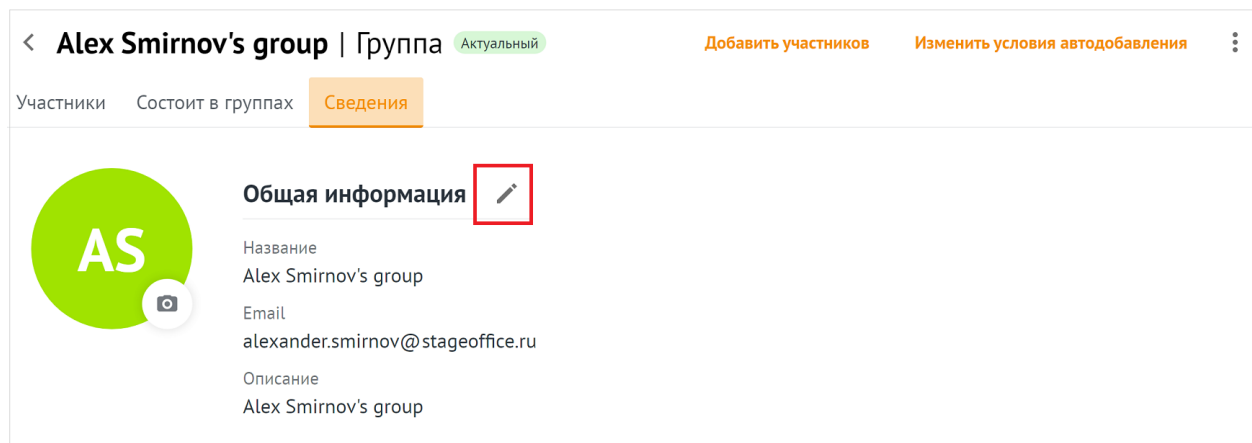 Alex Smirnov's group | Группа Актуальный Добавить участников Изменить условия автодобавления
Участники Состоит в группах Сведения
AS
Общая информация
Название
Alex Smirnov's group
Email
alexander.smirnov@stageoffice.ru
Описание
Alex Smirnov's group